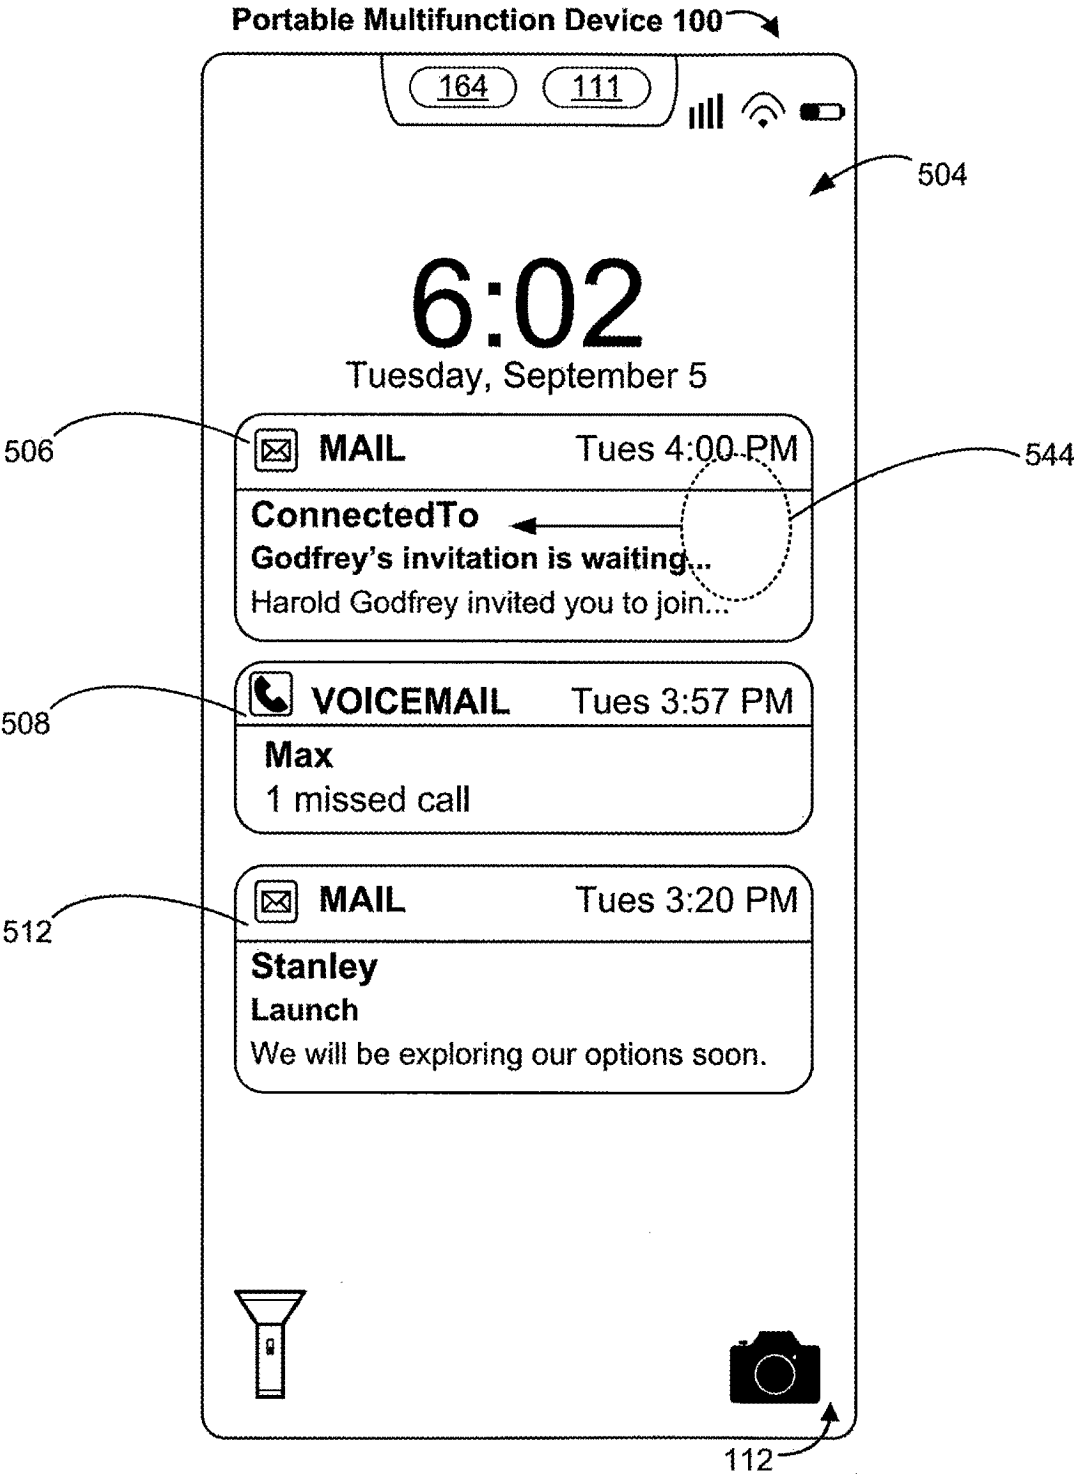 Portable Multifunction Device 100
164 111
504
6:02
Tuesday, September 5
506
MAIL Tues 4:00 PM
544
ConnectedTo
Godfrey's invitation is waiting...
Harold Godfrey invited you to join...
508
VOICEMAIL Tues 3:57 PM
Max
1 missed call
512
MAIL Tues 3:20 PM
Stanley
Launch
We will be exploring our options soon.
112